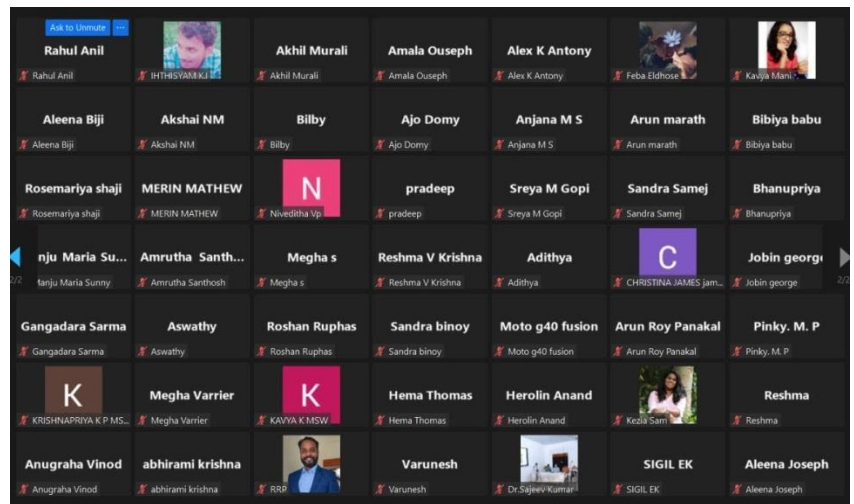 Ask to Unmute ...
Rahul Anil
Akhil Murali
Amala Ouseph
Alex K Antony
Rahul Anil
IHTHISYAM K.J
Akhil Murali
Amala Ouseph
Alex K Antony
Feba Eldhose
Kavya Mani
Aleena Biji
Akshai NM
Bilby
Ajo Domy
Anjana M S
Arun marath
Bibiya babu
Aleena Biji
Akshai NM
Bilby
Ajo Domy
Anjana M S
Arun marath
Bibiya babu
Rosemariya shaji
MERIN MATHEW
N
pradeep
Sreya M Gopi
Sandra Samej
Bhanupriya
Rosemariya shaji
MERIN MATHEW
Niveditha Vp
pradeep
Sreya M Gopi
Sandra Samej
Bhanupriya
nju Maria Su...
Amrutha Santh...
Megha s
Reshma V Krishna
Adithya
C
Jobin george
2/2
Manju Maria Sunny
Amrutha Santhosh
Megha s
Reshma V Krishna
Adithya
CHRISTINA JAMES jam...
Jobin george
2/2
Gangadara Sarma
Aswathy
Roshan Ruphas
Sandra binoy
Moto g40 fusion
Arun Roy Panakal
Pinky. M. P
Gangadara Sarma
Aswathy
Roshan Ruphas
Sandra binoy
Moto g40 fusion
Arun Roy Panakal
Pinky. M. P
K
Megha Varrier
K
Hema Thomas
Herolin Anand
Reshma
KRISHNAPRIYA K P MS...
Megha Varrier
KAVYA K MSW
Hema Thomas
Herolin Anand
Kezia Sam
Reshma
Anugraha Vinod
abhirami krishna
Varunesh
SIGIL EK
Aleena Joseph
Anugraha Vinod
abhirami krishna
RRP
Varunesh
Dr.Sajeev Kumar
SIGIL EK
Aleena Joseph